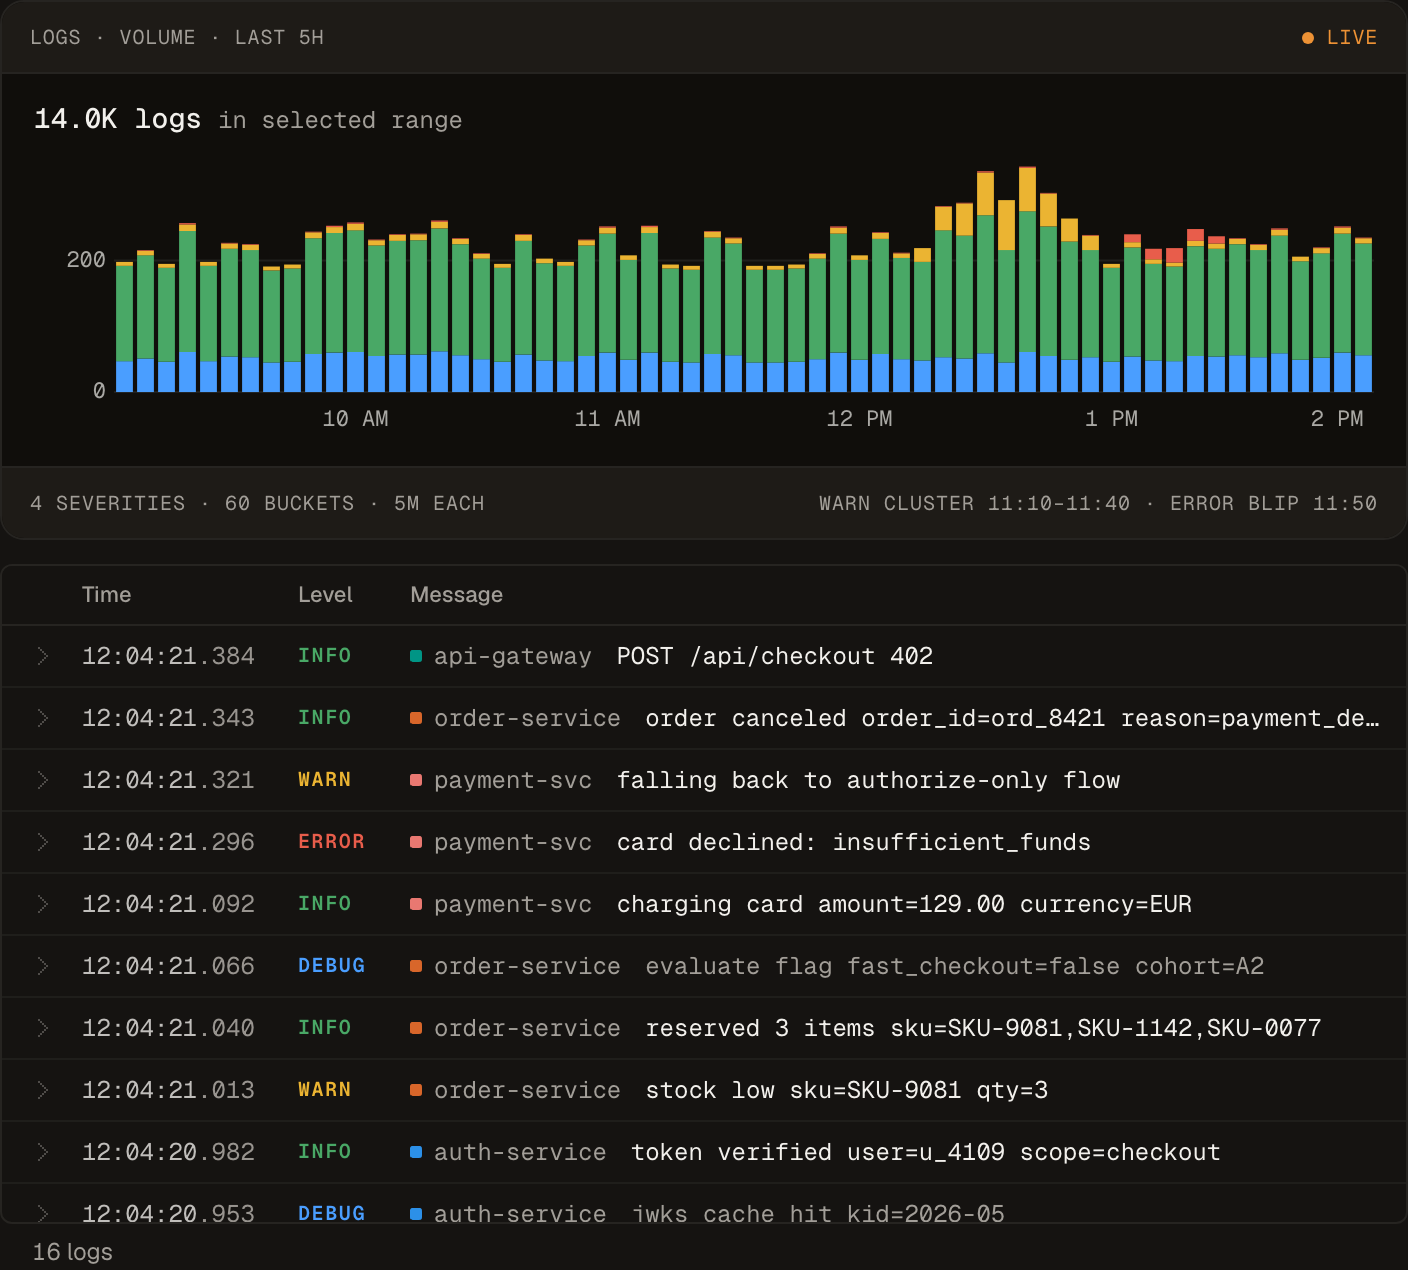 LOGS · VOLUME · LAST 5H
LIVE
14.0K logs in selected range
200
0
10 AM
11 AM
12 PM
1 PM
2 PM
4 SEVERITIES · 60 BUCKETS · 5M EACH
WARN CLUSTER 11:10–11:40 · ERROR BLIP 11:50
Time Level Message
12:04:21.384 INFO api-gateway POST /api/checkout 402
12:04:21.343 INFO order-service order canceled order_id=ord_8421 reason=payment_de…
12:04:21.321 WARN payment-svc falling back to authorize-only flow
12:04:21.296 ERROR payment-svc card declined: insufficient_funds
12:04:21.092 INFO payment-svc charging card amount=129.00 currency=EUR
12:04:21.066 DEBUG order-service evaluate flag fast_checkout=false cohort=A2
12:04:21.040 INFO order-service reserved 3 items sku=SKU-9081,SKU-1142,SKU-0077
12:04:21.013 WARN order-service stock low sku=SKU-9081 qty=3
12:04:20.982 INFO auth-service token verified user=u_4109 scope=checkout
12:04:20.953 DEBUG auth-service jwks cache hit kid=2026-05
16 logs